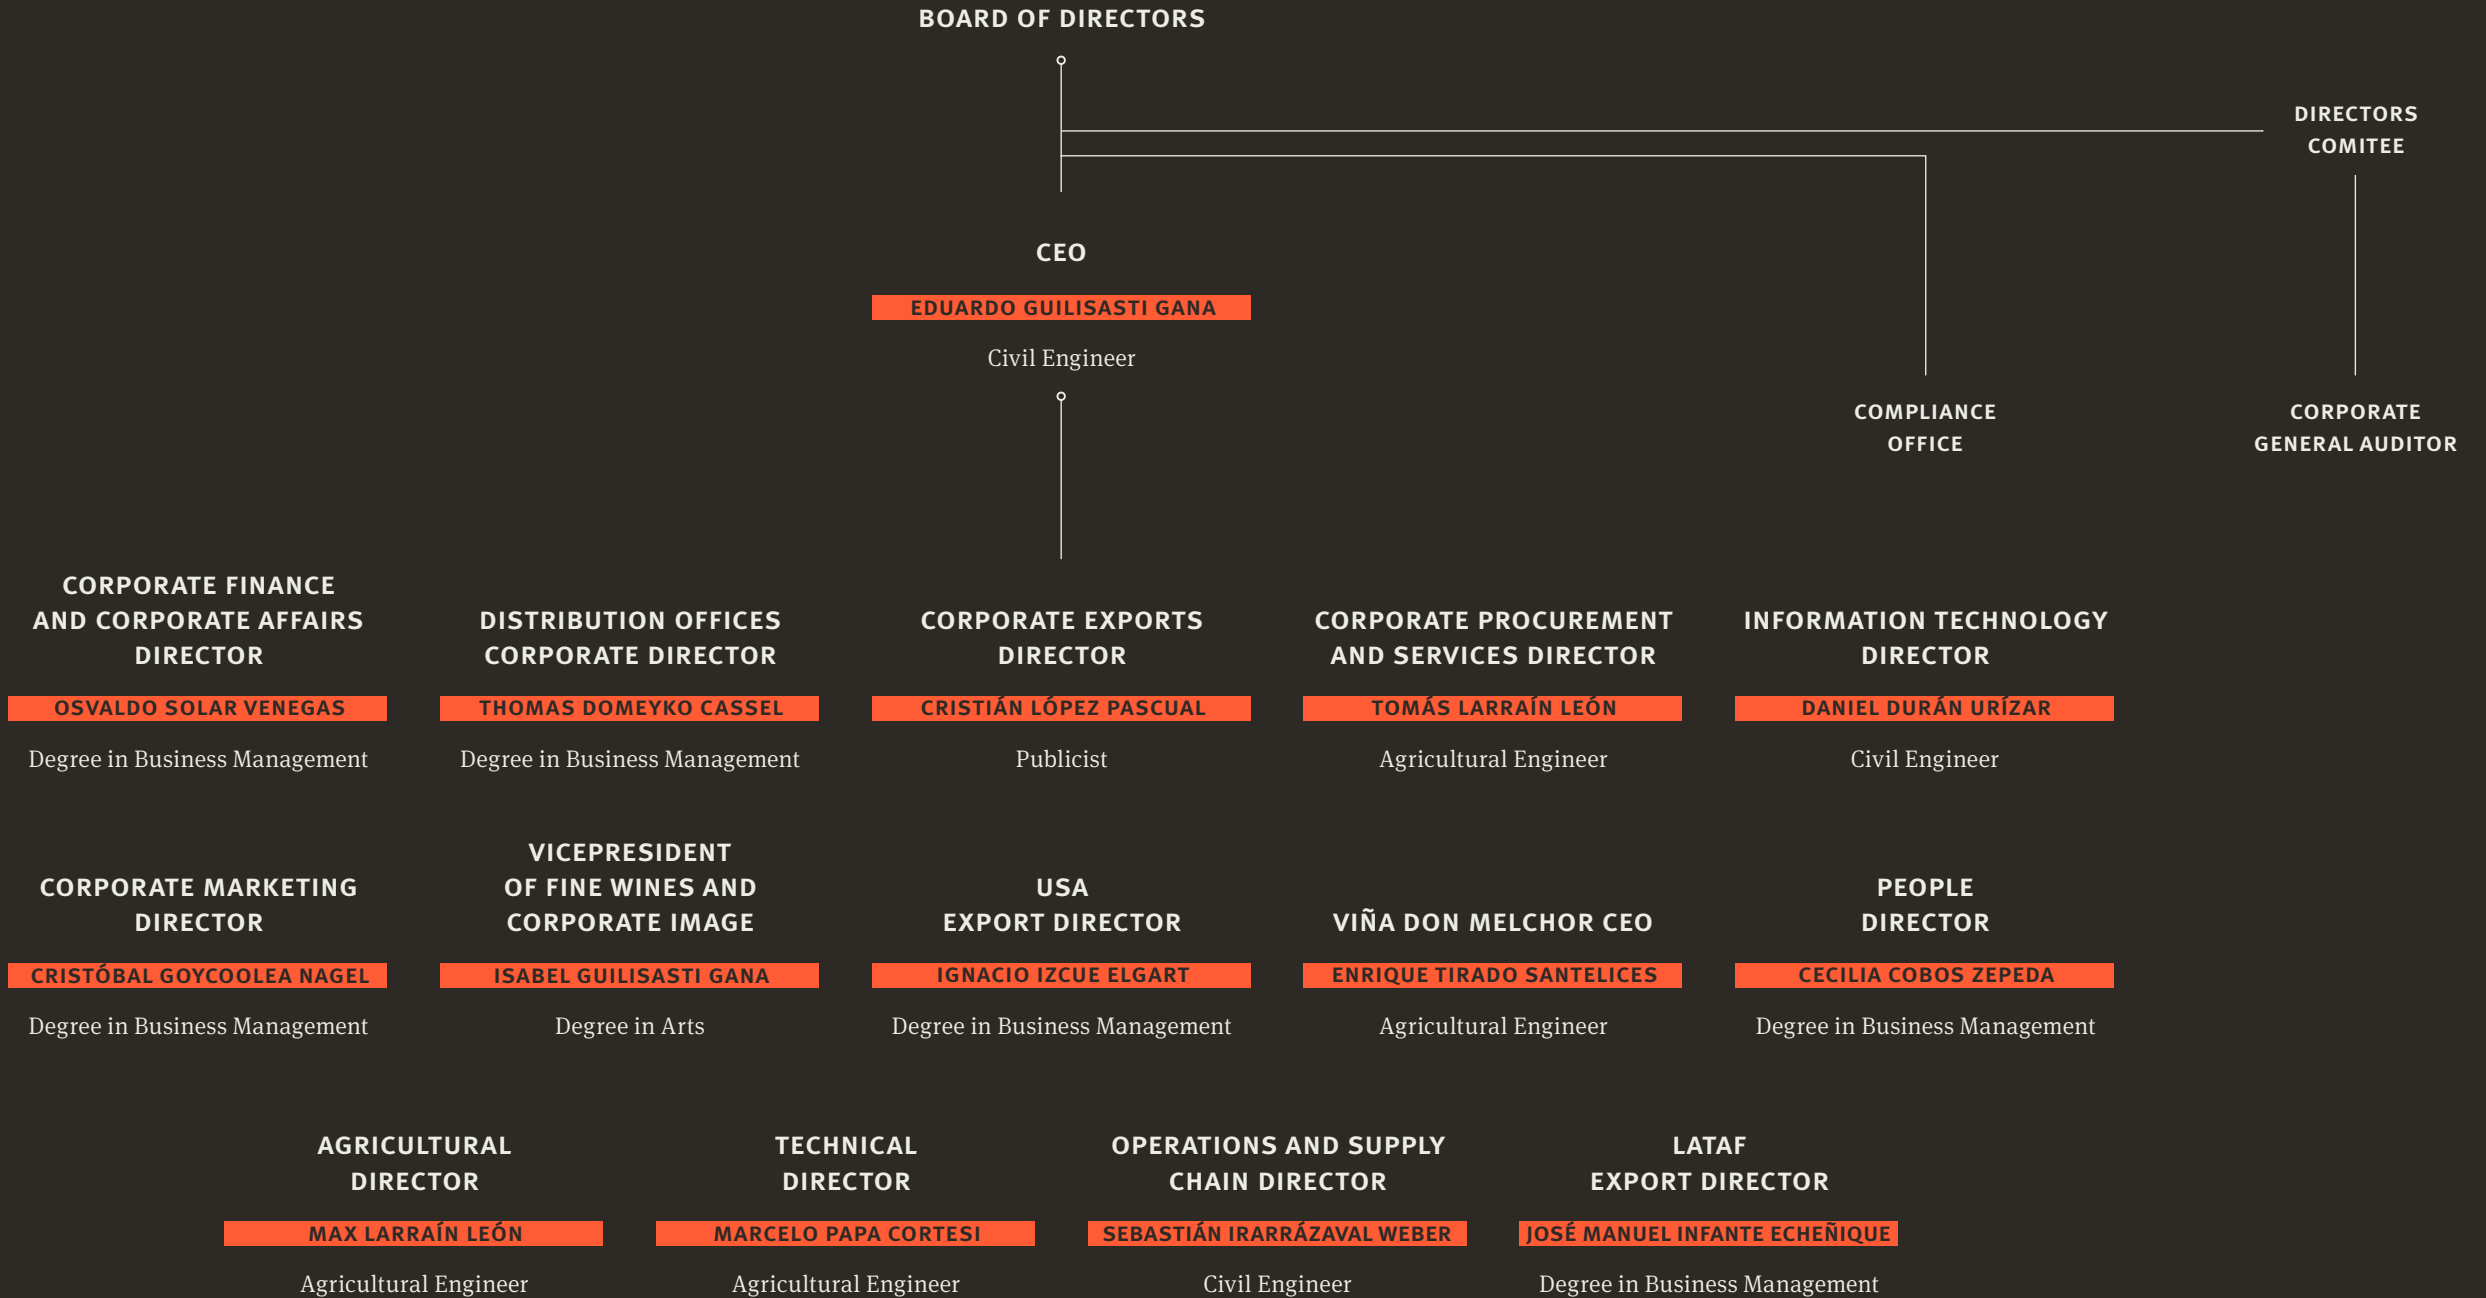 BOARD OF DIRECTORS
DIRECTORS
COMITEE
CEO
EDUARDO GUILISASTI GANA
Civil Engineer
COMPLIANCE
OFFICE
CORPORATE
GENERAL AUDITOR
CORPORATE FINANCE
AND CORPORATE AFFAIRS
DIRECTOR
OSVALDO SOLAR VENEGAS
Degree in Business Management
DISTRIBUTION OFFICES
CORPORATE DIRECTOR
THOMAS DOMEYKO CASSEL
Degree in Business Management
CORPORATE EXPORTS
DIRECTOR
CRISTIÁN LÓPEZ PASCUAL
Publicist
CORPORATE PROCUREMENT
AND SERVICES DIRECTOR
TOMÁS LARRAÍN LEÓN
Agricultural Engineer
INFORMATION TECHNOLOGY
DIRECTOR
DANIEL DURÁN URÍZAR
Civil Engineer
CORPORATE MARKETING
DIRECTOR
CRISTÓBAL GOYCOOLEA NAGEL
Degree in Business Management
VICEPRESIDENT
OF FINE WINES AND
CORPORATE IMAGE
ISABEL GUILISASTI GANA
Degree in Arts
USA
EXPORT DIRECTOR
IGNACIO IZCUE ELGART
Degree in Business Management
VIÑA DON MELCHOR CEO
ENRIQUE TIRADO SANTELICES
Agricultural Engineer
PEOPLE
DIRECTOR
CECILIA COBOS ZEPEDA
Degree in Business Management
AGRICULTURAL
DIRECTOR
MAX LARRAÍN LEÓN
Agricultural Engineer
TECHNICAL
DIRECTOR
MARCELO PAPA CORTESI
Agricultural Engineer
OPERATIONS AND SUPPLY
CHAIN DIRECTOR
SEBASTIÁN IRARRÁZAVAL WEBER
Civil Engineer
LATAF
EXPORT DIRECTOR
JOSÉ MANUEL INFANTE ECHEÑIQUE
Degree in Business Management